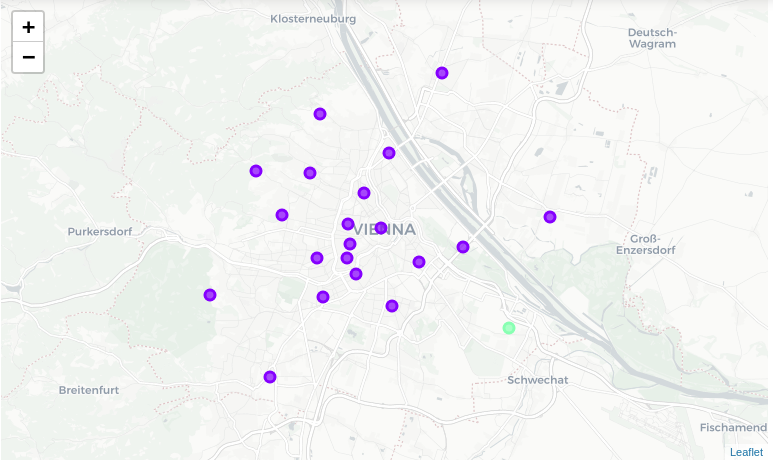 +
−
Klosterneuburg
Deutsch-
Wagram
Purkersdorf
VIENNA
Groß-
Enzersdorf
Breitenfurt
Schwechat
Fischamend
Leaflet